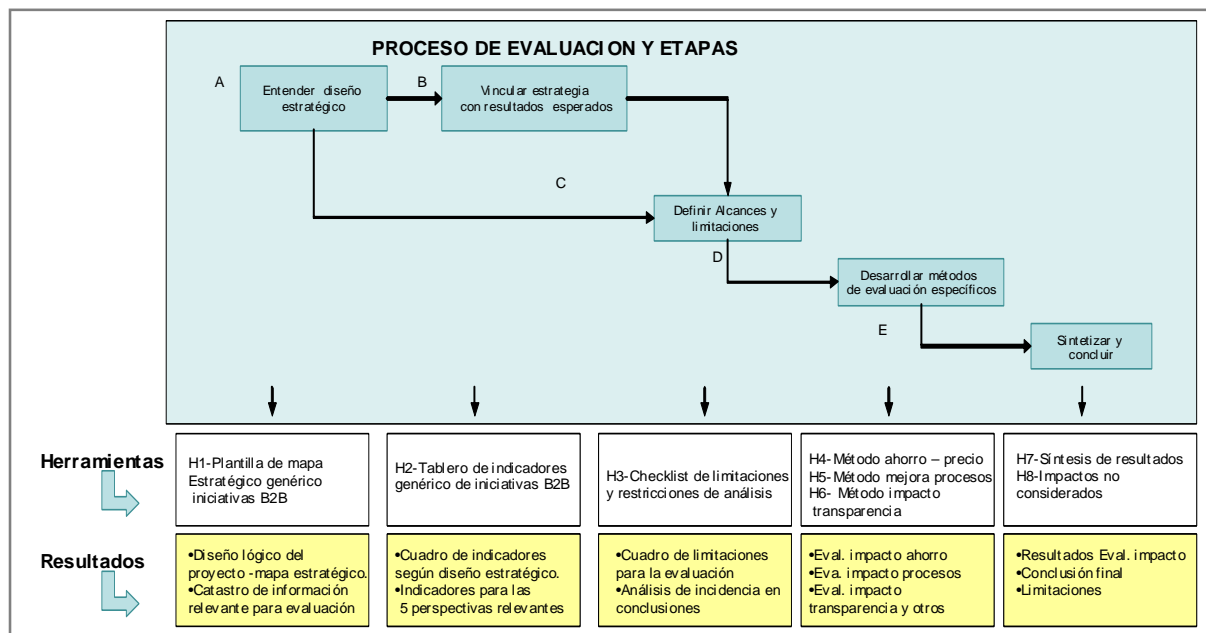 PROCESO DE EVALUACION Y ETAPAS
A
Entender diseño
estratégico
B
Vincular estrategia
con resultados esperados
C
Definir Alcances y
limitaciones
D
Desarrollar métodos
de evaluación específicos
E
Sintetizar y
concluir
Herramientas
H1-Plantilla de mapa
Estratégico genérico
iniciativas B2B
H2-Tablero de indicadores
genérico de iniciativas B2B
H3-Checklist de limitaciones
y restricciones de análisis
H4-Método ahorro – precio
H5-Método mejora procesos
H6- Método impacto
transparencia
H7-Síntesis de resultados
H8-Impactos no
considerados
Resultados
•Diseño lógico del
proyecto -mapa estratégico.
•Catastro de información
relevante para evaluación
•Cuadro de indicadores
según diseño estratégico.
•Indicadores para las
5 perspectivas relevantes
•Cuadro de limitaciones
para la evaluación
•Análisis de incidencia en
conclusiones
•Eval. impacto ahorro
•Eva. impacto procesos
•Eval. impacto
transparencia y otros
•Resultados Eval. impacto
•Conclusión final
•Limitaciones